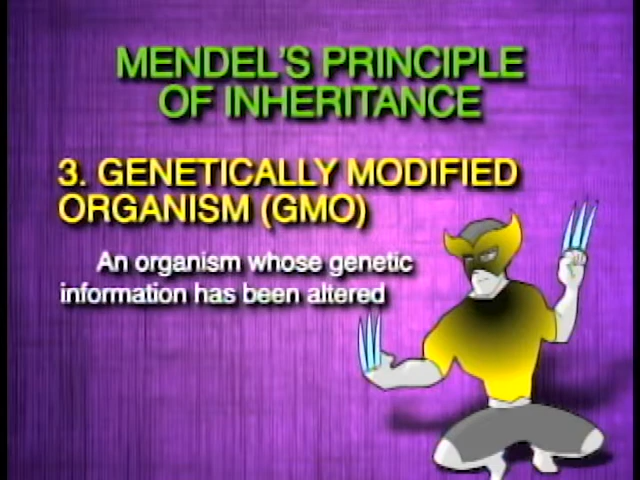 MENDEL'S PRINCIPLE
OF INHERITANCE
3. GENETICALLY MODIFIED
ORGANISM (GMO)
An organism whose genetic
information has been altered